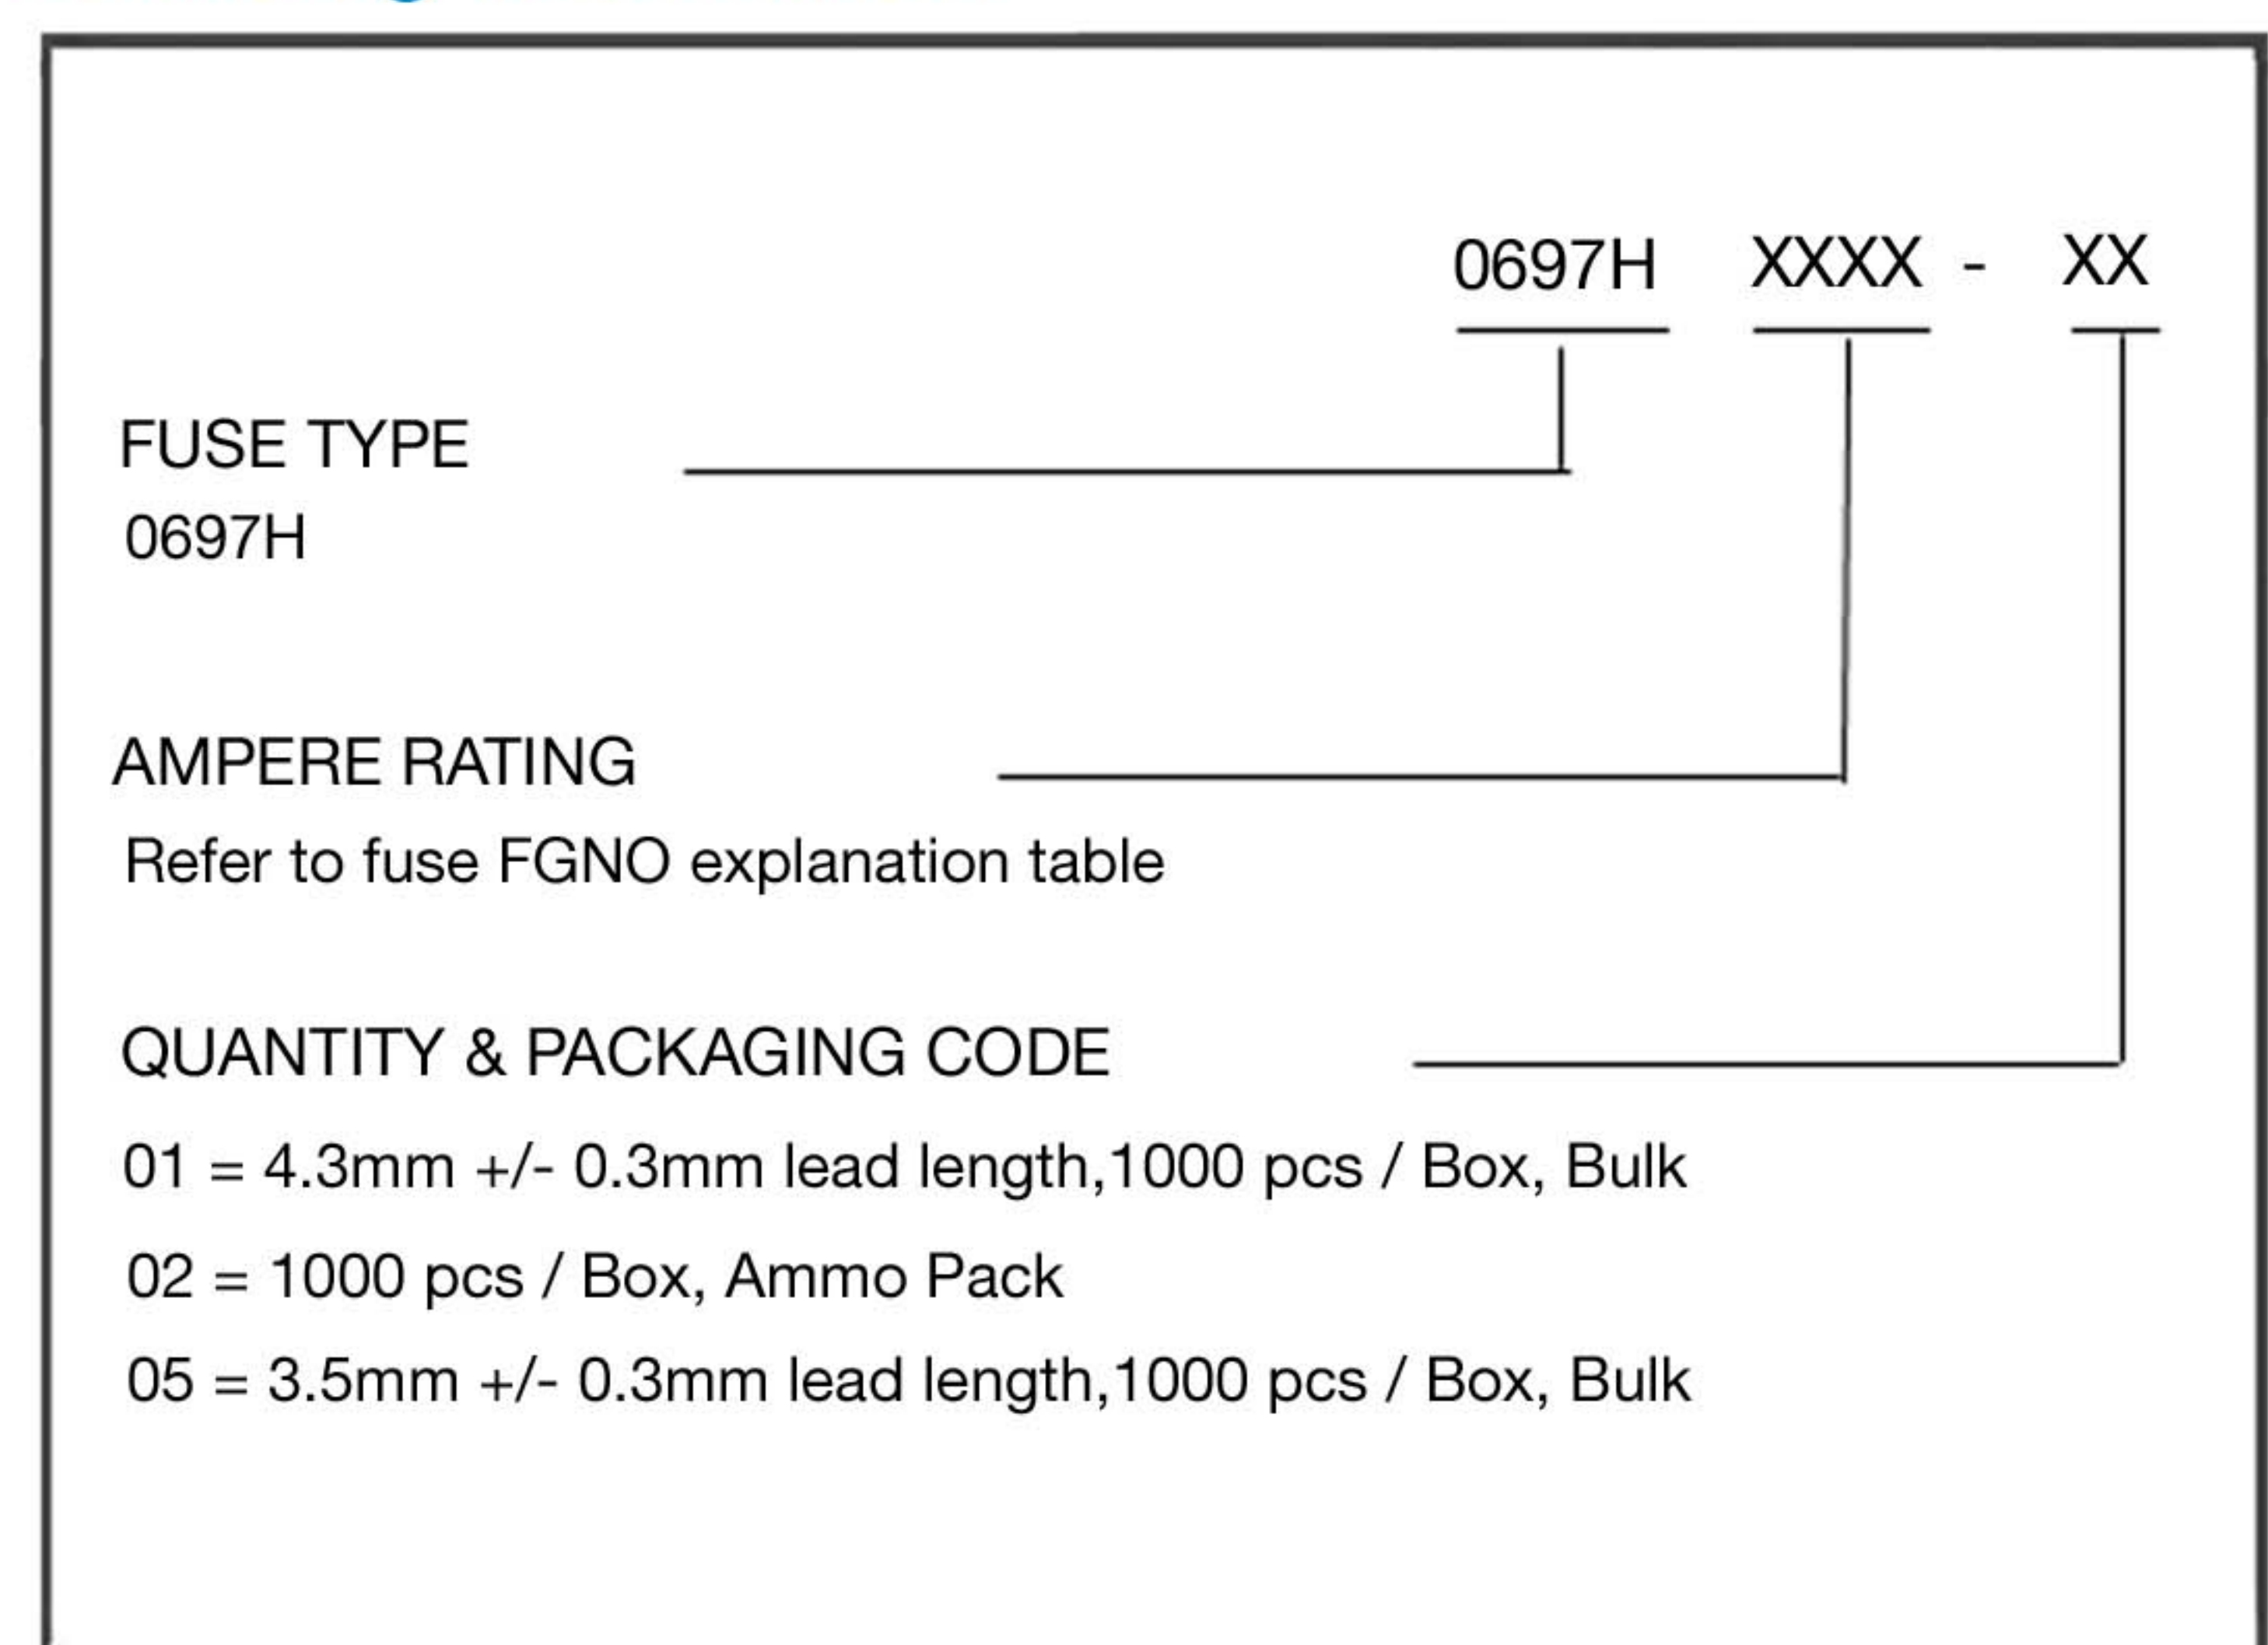 0697H XXXX - XX
FUSE TYPE
0697H
AMPERE RATING
Refer to fuse FGNO explanation table
QUANTITY & PACKAGING CODE
01 = 4.3mm +/- 0.3mm lead length,1000 pcs / Box, Bulk
02 = 1000 pcs / Box, Ammo Pack
05 = 3.5mm +/- 0.3mm lead length,1000 pcs / Box, Bulk